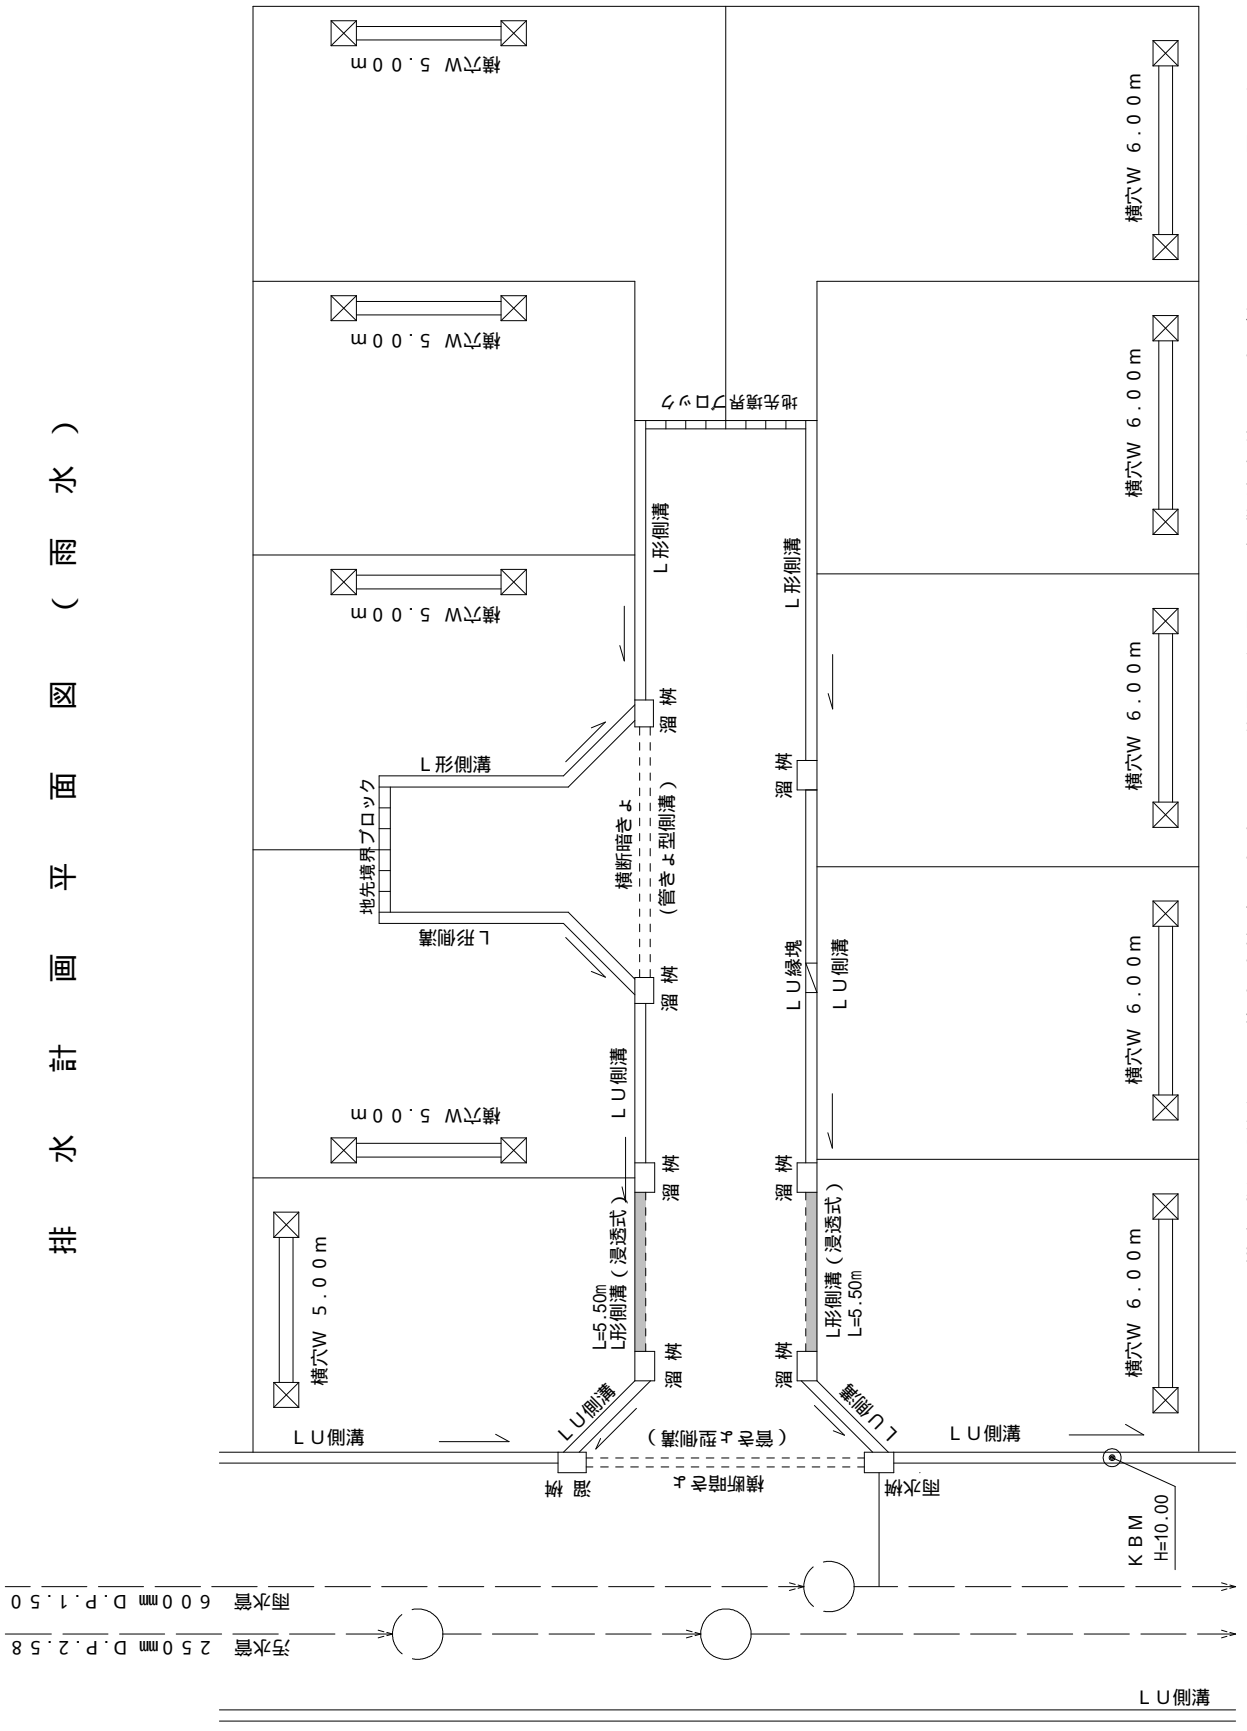 排水計画平面図（雨水）
横穴W 5.00m
横穴W 5.00m
横穴W 5.00m
横穴W 5.00m
横穴W 5.00m
横穴W 6.00m
横穴W 6.00m
横穴W 6.00m
横穴W 6.00m
横穴W 6.00m
地先境界ブロック
L形側溝
L形側溝
溜桝
溜桝
L形側溝
地先境界ブロック
L形側溝
横断暗きょ
(管きょ型側溝)
溜桝
LU縁塊
LU側溝
LU側溝
溜桝
溜桝
L=5.50m
L形側溝(浸透式)
L形側溝(浸透式)
L=5.50m
溜桝
溜桝
LU側溝
LU側溝
LU側溝
LU側溝
(管きょ型側溝)
横断暗きょ
溜桝
雨水桝
KBM
H=10.00
雨水管 600mm D.P.1.50
汚水管 250mm D.P.2.58
LU側溝